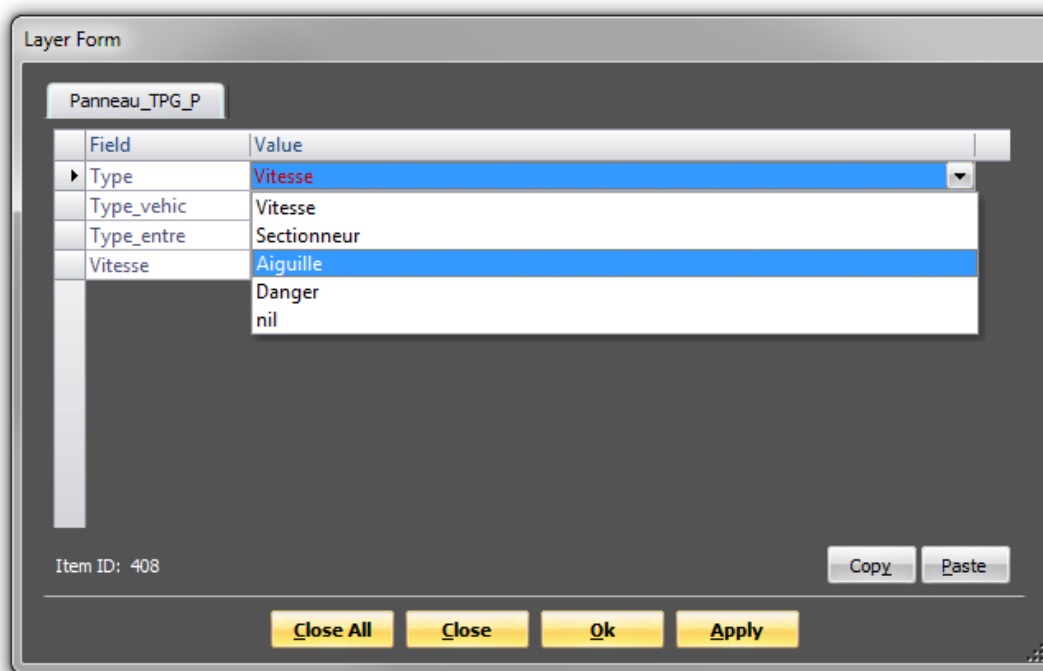 Layer Form
Panneau_TPG_P
Field Value
Type Vitesse
Type_vehic Vitesse
Type_entre Sectionneur
Vitesse Aiguille
Danger
nil
Item ID: 408
Copy Paste
Close All Close Ok Apply